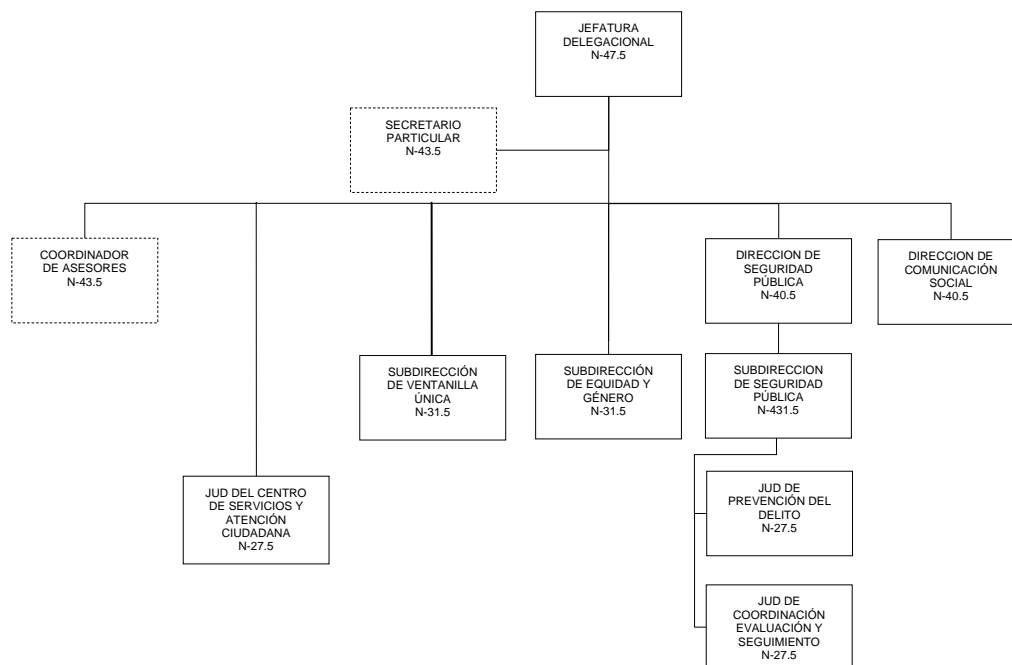 JEFATURA
DELEGACIONAL
N-47.5
SECRETARIO
PARTICULAR
N-43.5
COORDINADOR
DE ASESORES
N-43.5
DIRECCION DE
SEGURIDAD
PÚBLICA
N-40.5
DIRECCION DE
COMUNICACIÓN
SOCIAL
N-40.5
SUBDIRECCIÓN
DE VENTANILLA
ÚNICA
N-31.5
SUBDIRECCIÓN
DE EQUIDAD Y
GÉNERO
N-31.5
SUBDIRECCION
DE SEGURIDAD
PÚBLICA
N-431.5
JUD DEL CENTRO
DE SERVICIOS Y
ATENCIÓN
CIUDADANA
N-27.5
JUD DE
PREVENCIÓN DEL
DELITO
N-27.5
JUD DE
COORDINACIÓN
EVALUACIÓN Y
SEGUIMIENTO
N-27.5